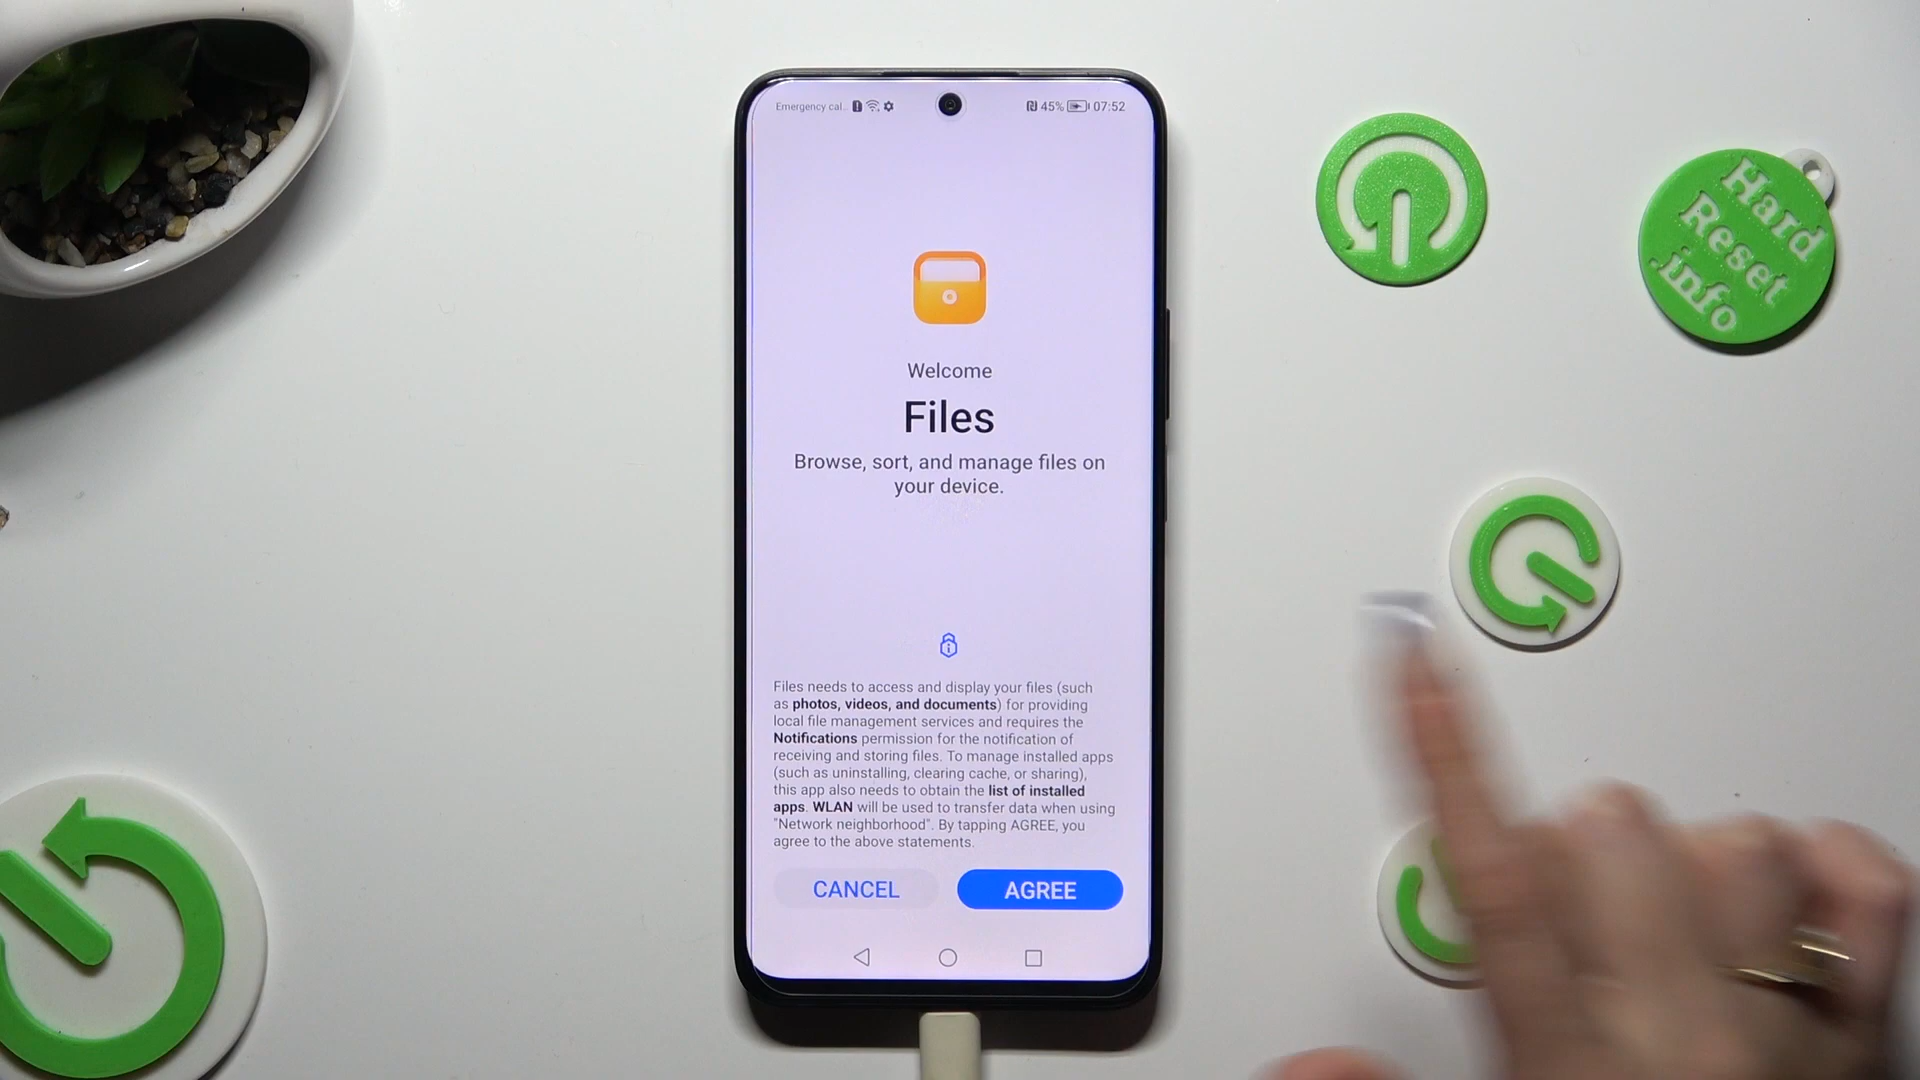 Emergency cal..
45% 07:52
Welcome
Files
Browse, sort, and manage files on
your device.
Files needs to access and display your files (such
as photos, videos, and documents) for providing
local file management services and requires the
Notifications permission for the notification of
receiving and storing files. To manage installed apps
(such as uninstalling, clearing cache, or sharing),
this app also needs to obtain the list of installed
apps. WLAN will be used to transfer data when using
"Network neighborhood". By tapping AGREE, you
agree to the above statements.
CANCEL AGREE
Hard
Reset
.info